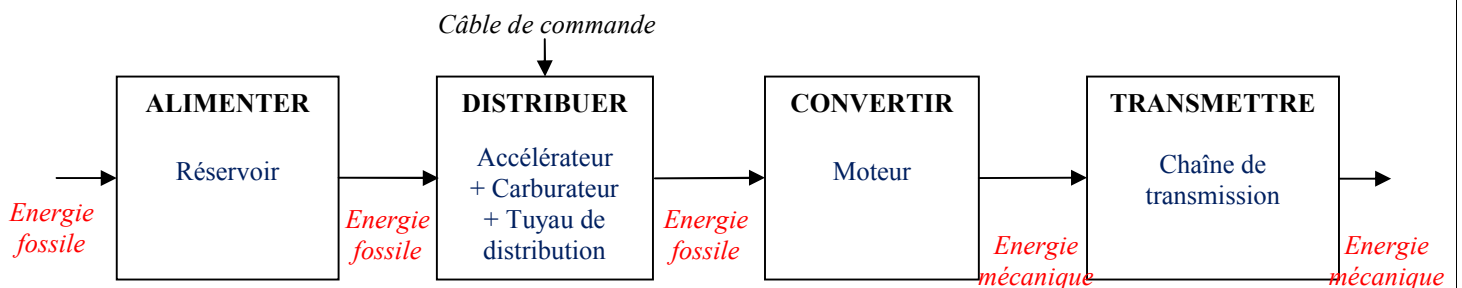 Câble de commande
ALIMENTER
Réservoir
DISTRIBUER
Accélérateur
+ Carburateur
+ Tuyau de
distribution
CONVERTIR
Moteur
TRANSMETTRE
Chaîne de
transmission
Energie
fossile
Energie
fossile
Energie
fossile
Energie
mécanique
Energie
mécanique